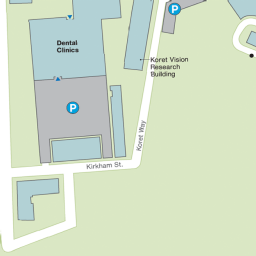 P
Dental
Clinics
Koret Vision
Research
Building
P
Koret Way
Kirkham St.